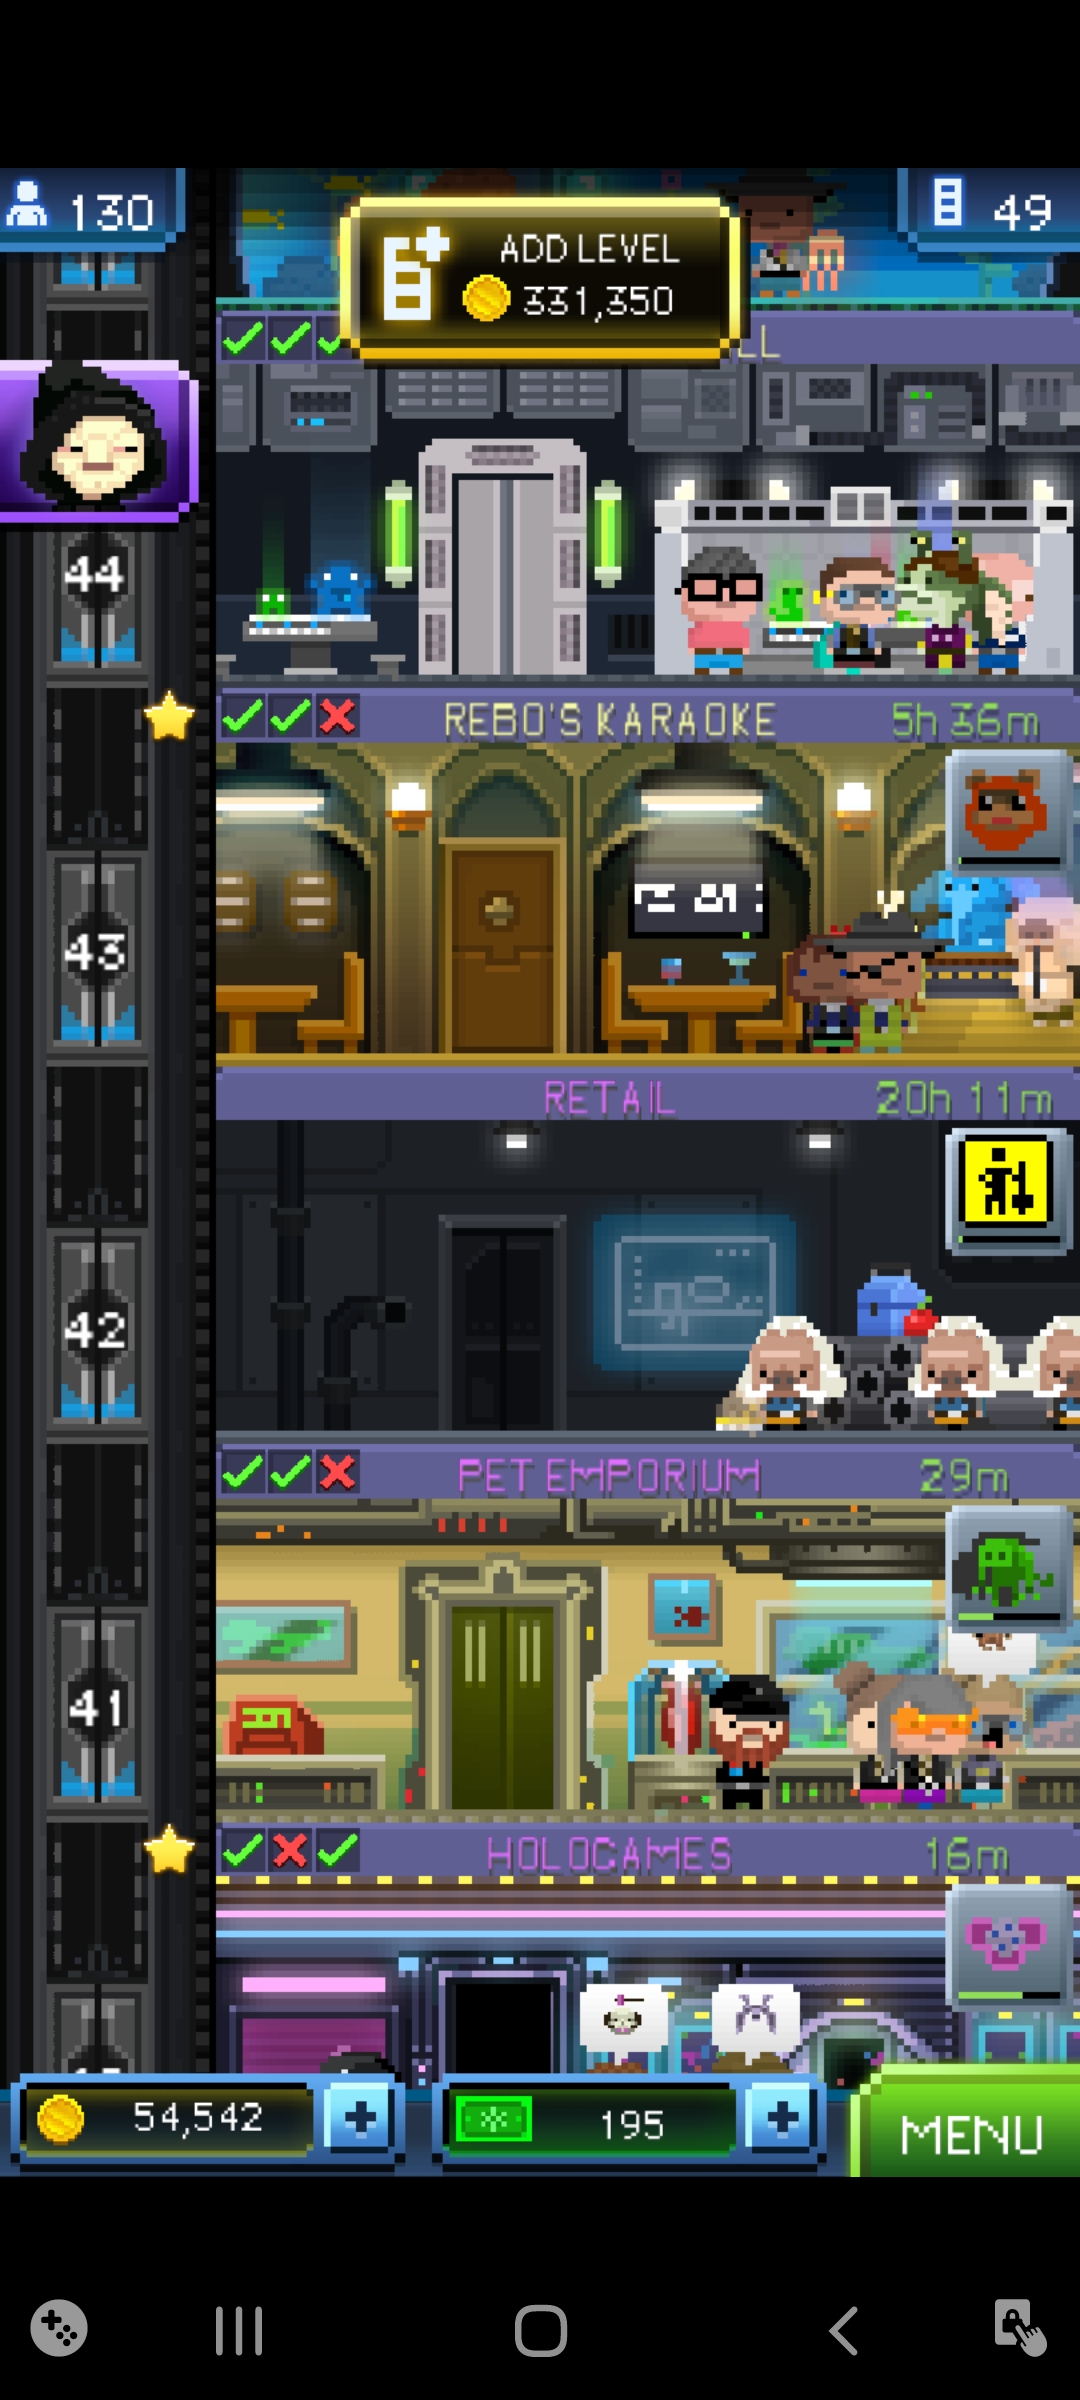 130
49
ADD LEVEL
331,350
LL
44
REBO'S KARAOKE
5h 36m
43
RETAIL
20h 11m
42
PET EMPORIUM
29m
41
HOLOGAMES
16m
54,542
195
MENU